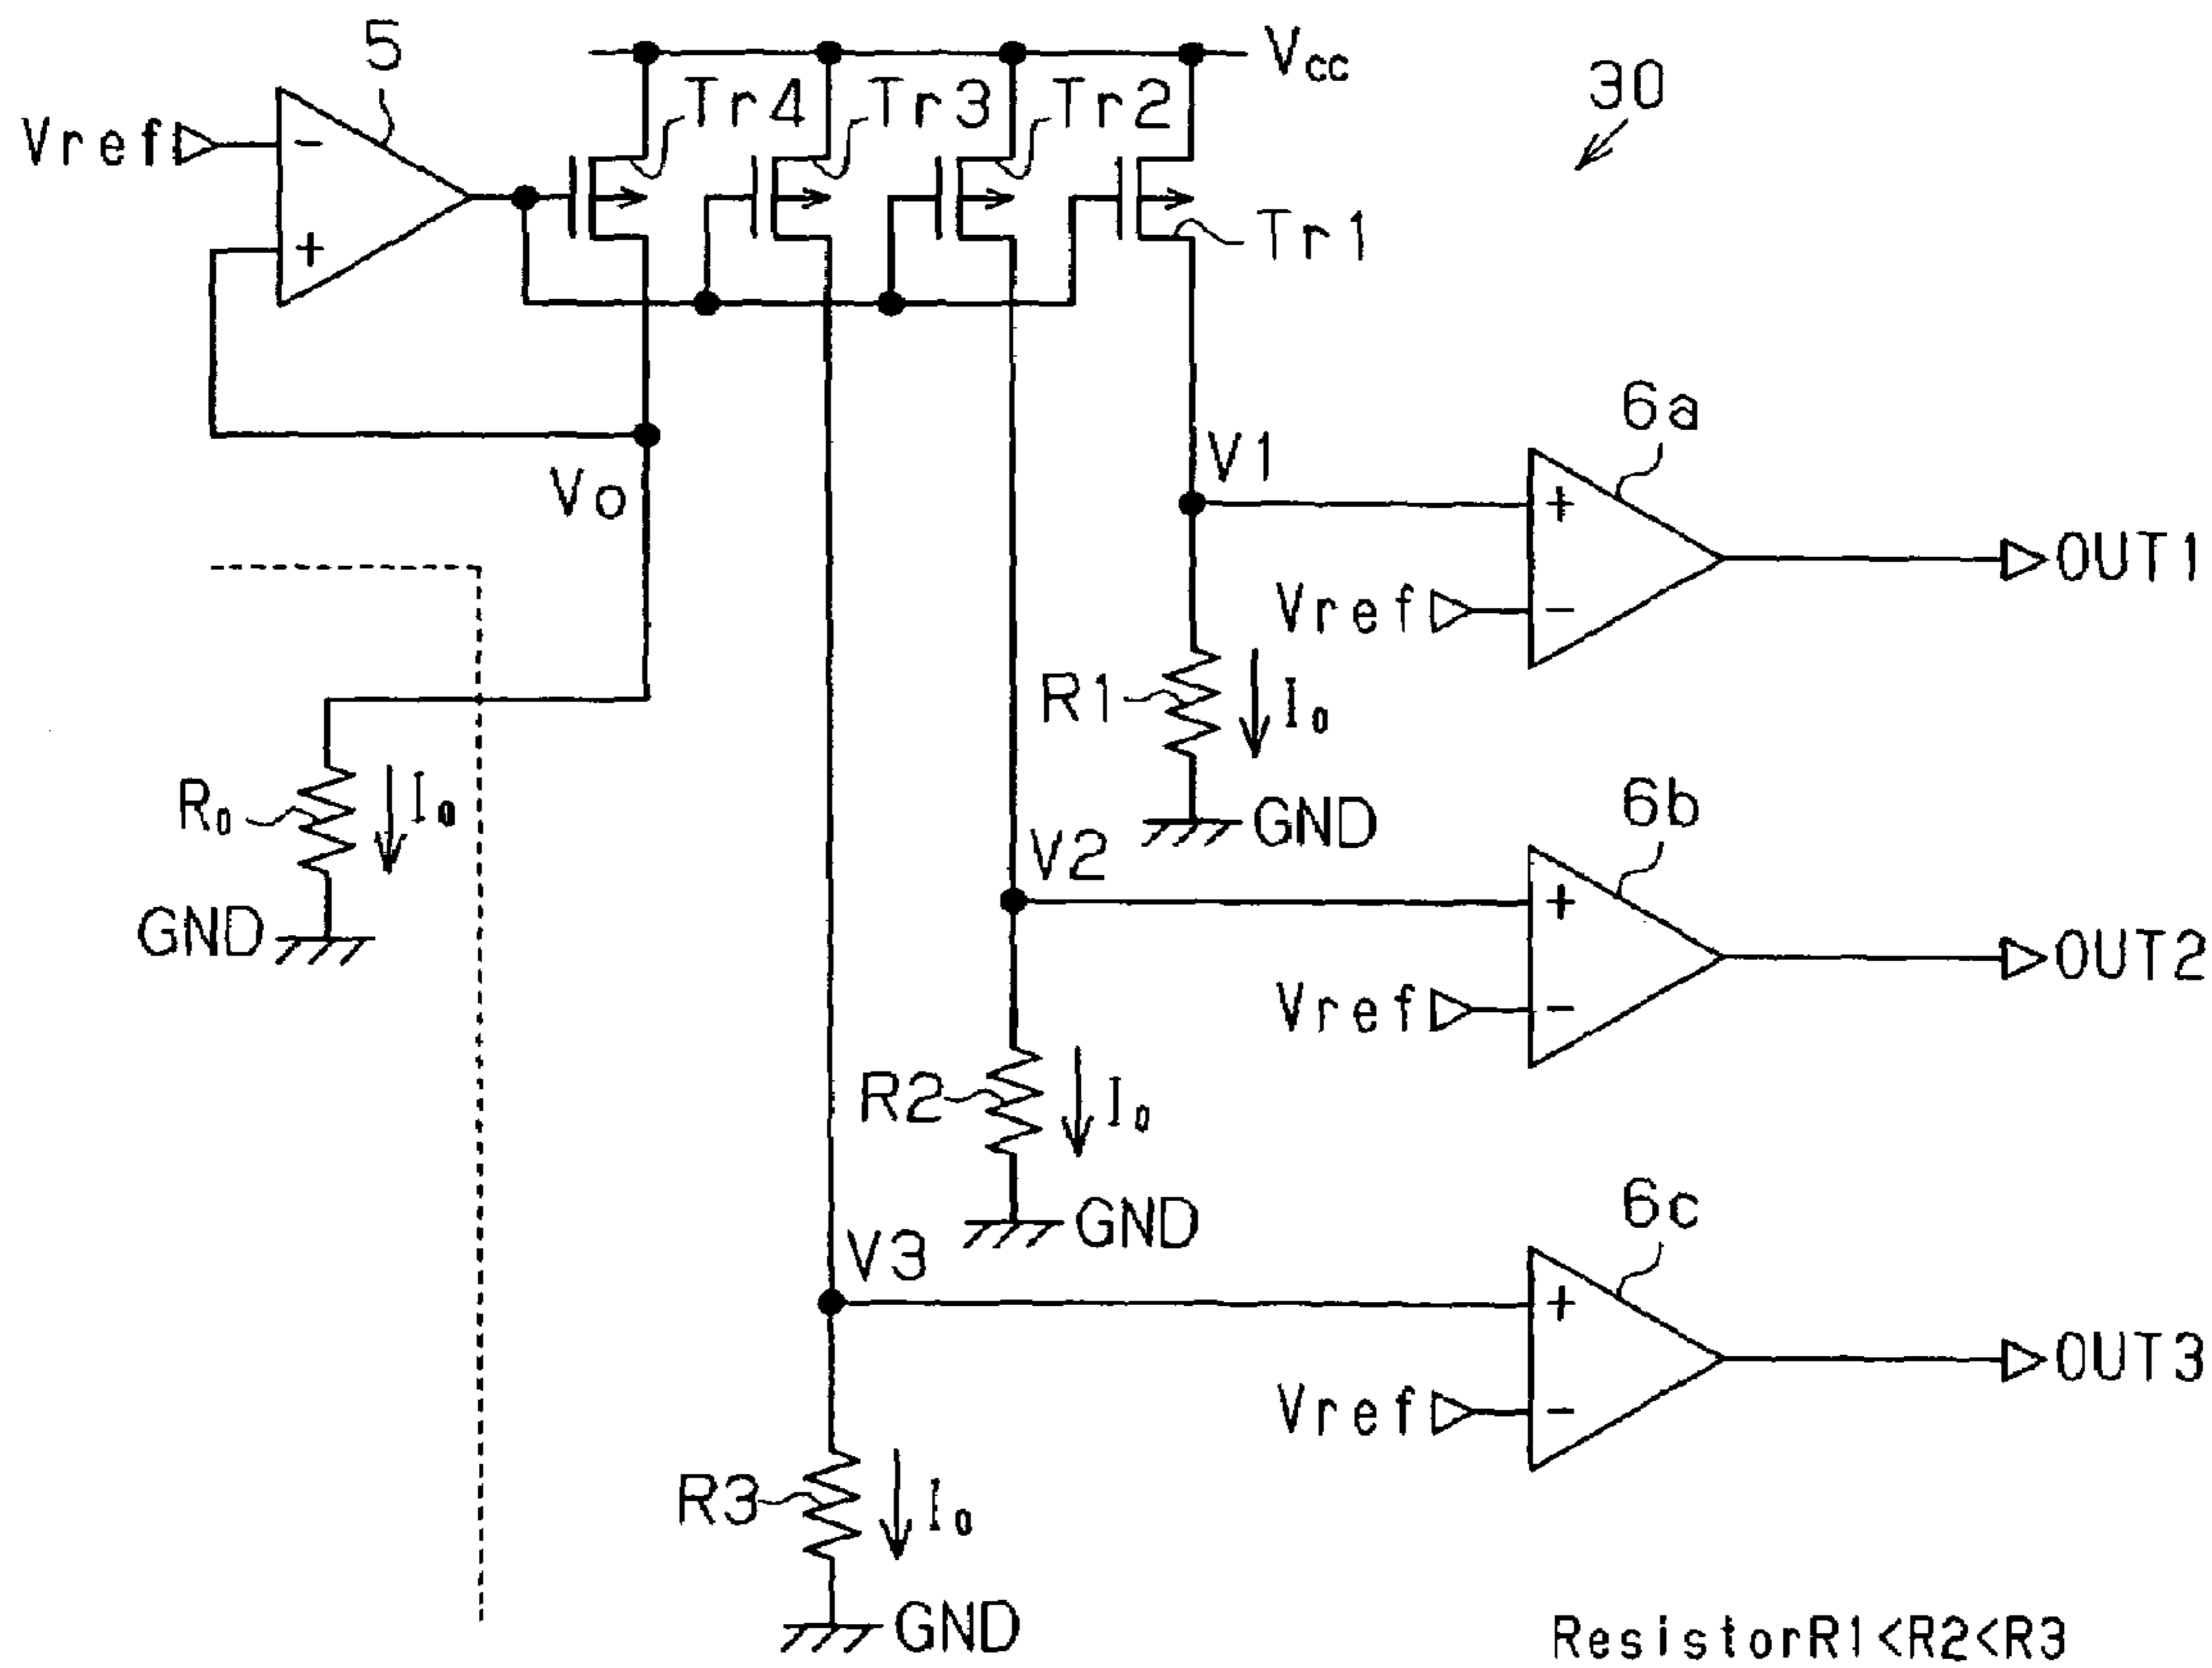 5
Vcc
30
Tr4
Tr3
Tr2
Vref
−
+
Tr1
6a
V1
Vo
+
OUT1
Vref
−
R1
I0
R0
I0
6b
GND
V2
+
GND
OUT2
Vref
−
R2
I0
6c
GND
V3
+
OUT3
Vref
−
R3
I0
GND
ResistorR1<R2<R3